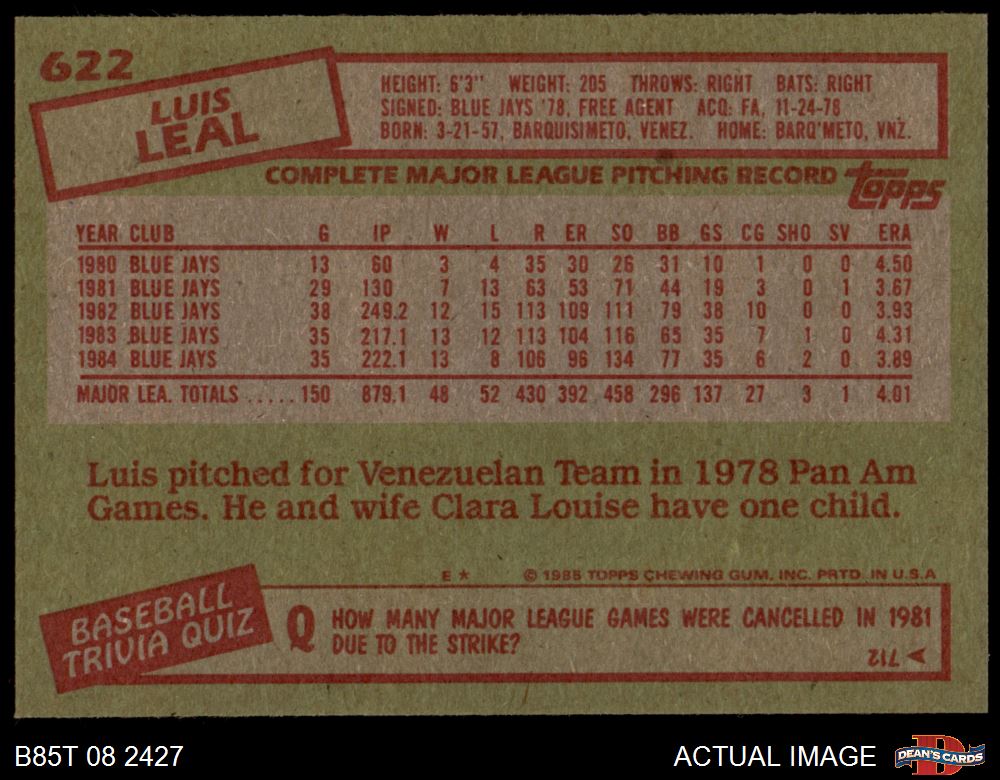 622
LUIS
LEAL
HEIGHT: 6'3" WEIGHT: 205 THROWS: RIGHT BATS: RIGHT
SIGNED: BLUE JAYS '78, FREE AGENT ACQ: FA, 11-24-78
BORN: 3-21-57, BARQUISIMETO, VENEZ. HOME: BARQ'METO, VNZ.
COMPLETE MAJOR LEAGUE PITCHING RECORD topps
YEAR CLUB G IP W L R ER SO BB GS CG SHO SV ERA
1980 BLUE JAYS 13 60 3 4 35 30 26 31 10 1 0 0 4.50
1981 BLUE JAYS 29 130 7 13 63 53 71 44 19 3 0 1 3.67
1982 BLUE JAYS 38 249.2 12 15 113 109 111 79 38 10 0 0 3.93
1983 BLUE JAYS 35 217.1 13 12 113 104 116 65 35 7 1 0 4.31
1984 BLUE JAYS 35 222.1 13 8 106 96 134 77 35 6 2 0 3.89
MAJOR LEA. TOTALS ..... 150 879.1 48 52 430 392 458 296 137 27 3 1 4.01
Luis pitched for Venezuelan Team in 1978 Pan Am
Games. He and wife Clara Louise have one child.
E * © 1985 TOPPS CHEWING GUM, INC. PRTD. IN U.S.A
BASEBALL
TRIVIA QUIZ
Q HOW MANY MAJOR LEAGUE GAMES WERE CANCELLED IN 1981
DUE TO THE STRIKE?
712
B85T 08 2427 ACTUAL IMAGE DEAN'S CARDS